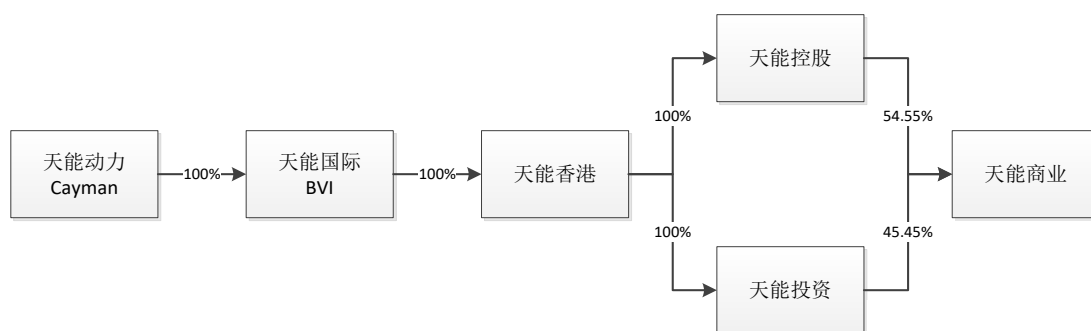 天能动力
Cayman
100%
天能国际
BVI
100%
天能香港
100%
天能控股
54.55%
100%
天能投资
45.45%
天能商业